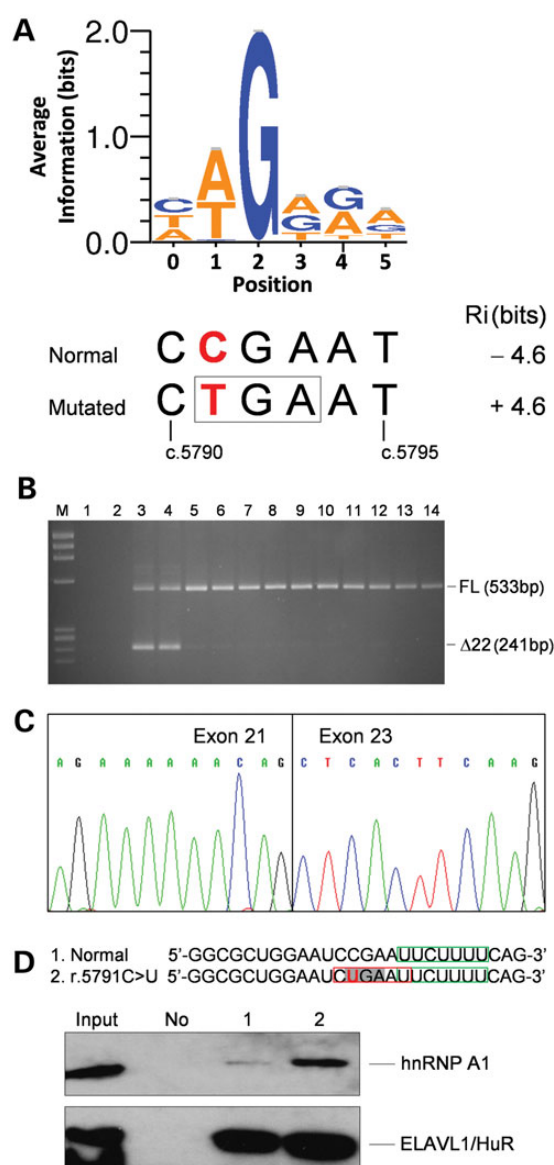 A
Average
Information (bits)
2.0
1.0
0.0
C T A
A T
G
A G T
G A T
A G T
0 1 2 3 4 5
Position
Ri(bits)
Normal C C G A A T − 4.6
Mutated C T G A A T + 4.6
c.5790 c.5795
B
M 1 2 3 4 5 6 7 8 9 10 11 12 13 14
FL (533bp)
Δ22 (241bp)
C
Exon 21 Exon 23
A G A A A A A A C A G C T C A C T T C A A G
D
1. Normal 5'-GGCGCUGGAAUCCGAAUUCUUUUCAG-3'
2. r.5791C>U 5'-GGCGCUGGAAUCUGAAUUCUUUUCAG-3'
Input No 1 2
hnRNP A1
ELAVL1/HuR